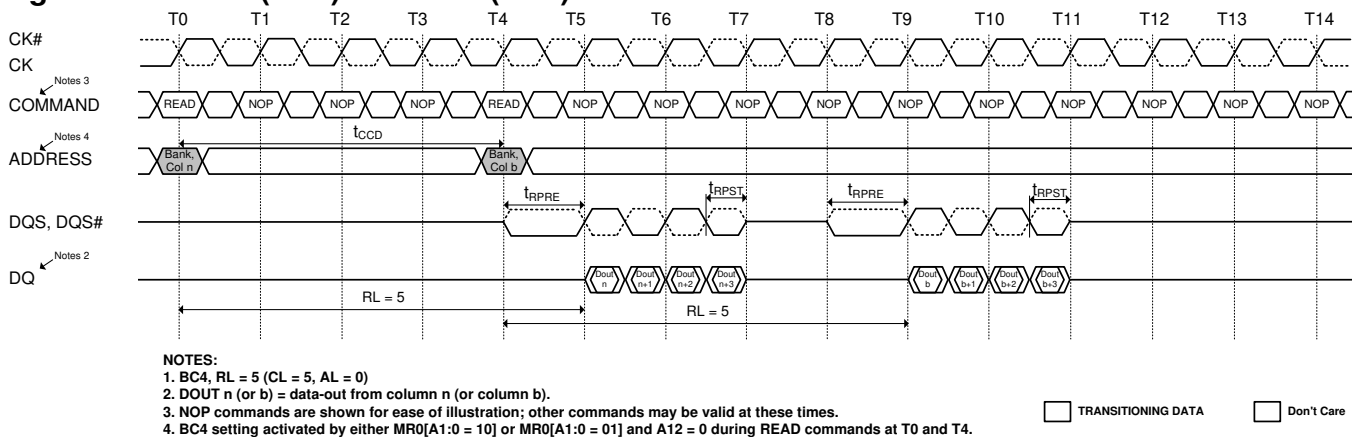 T0 T1 T2 T3 T4 T5 T6 T7 T8 T9 T10 T11 T12 T13 T14
CK#
CK
Notes 3
COMMAND READ NOP NOP NOP READ NOP NOP NOP NOP NOP NOP NOP NOP NOP NOP
tCCD
Notes 4
ADDRESS Bank, Col n Bank, Col b
tRPRE tRPST tRPRE tRPST
DQS, DQS#
Notes 2
DQ Dout n Dout n+1 Dout n+2 Dout n+3 Dout b Dout b+1 Dout b+2 Dout b+3
RL = 5
RL = 5
NOTES:
1. BC4, RL = 5 (CL = 5, AL = 0)
2. DOUT n (or b) = data-out from column n (or column b).
3. NOP commands are shown for ease of illustration; other commands may be valid at these times.
4. BC4 setting activated by either MR0[A1:0 = 10] or MR0[A1:0 = 01] and A12 = 0 during READ commands at T0 and T4.
TRANSITIONING DATA Don't Care